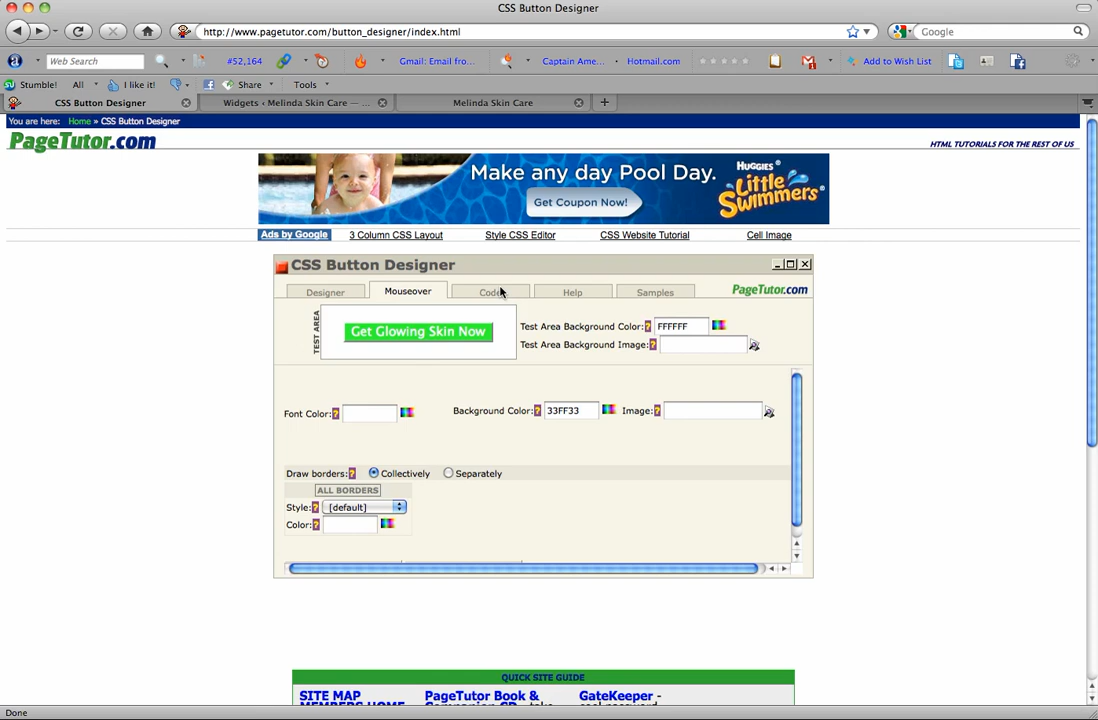 CSS Button Designer
http://www.pagetutor.com/button_designer/index.html
Google
Web Search
#52,164
Gmail: Email fro...
Captain Ame...
Hotmail.com
Add to Wish List
Stumble!
All
I like it!
Share
Tools
CSS Button Designer
Widgets ‹ Melinda Skin Care — ...
Melinda Skin Care
You are here: Home » CSS Button Designer
PageTutor.com
HTML TUTORIALS FOR THE REST OF US
Make any day Pool Day.
Get Coupon Now!
HUGGIES
Little
Swimmers
Ads by Google
3 Column CSS Layout
Style CSS Editor
CSS Website Tutorial
Cell Image
CSS Button Designer
Designer
Mouseover
Code
Help
Samples
PageTutor.com
TEST AREA
Get Glowing Skin Now
Test Area Background Color: ? FFFFFF
Test Area Background Image: ?
Font Color: ?
Background Color: ? 33FF33
Image: ?
Draw borders: ? Collectively Separately
ALL BORDERS
Style: ? [default]
Color: ?
QUICK SITE GUIDE
SITE MAP
PageTutor Book &
GateKeeper -
Done